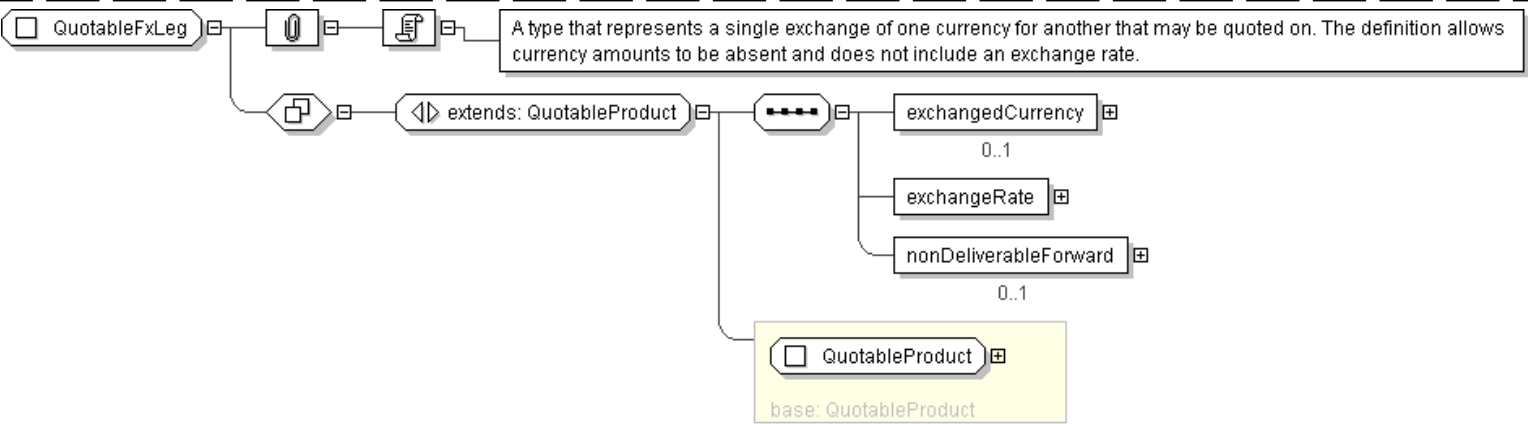 QuotableFxLeg
A type that represents a single exchange of one currency for another that may be quoted on. The definition allows
currency amounts to be absent and does not include an exchange rate.
extends: QuotableProduct
exchangedCurrency
0..1
exchangeRate
nonDeliverableForward
0..1
QuotableProduct
base: QuotableProduct